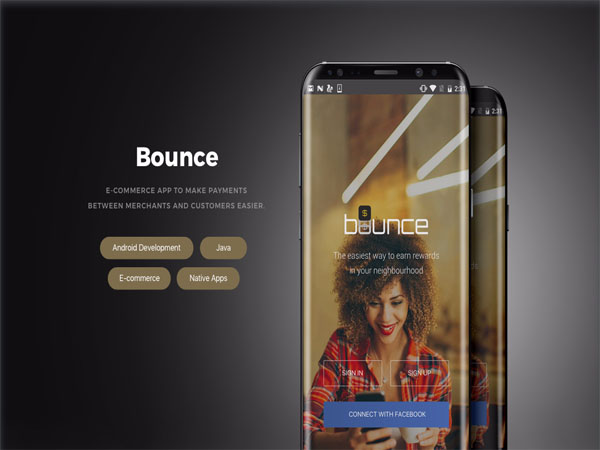 Bounce
E-COMMERCE APP TO MAKE PAYMENTS
BETWEEN MERCHANTS AND CUSTOMERS EASIER.
Android Development
Java
E-commerce
Native Apps
2:31
2:31
$
bounce
The easiest way to earn rewards
in your neighbourhood
SIGN IN
SIGN UP
CONNECT WITH FACEBOOK